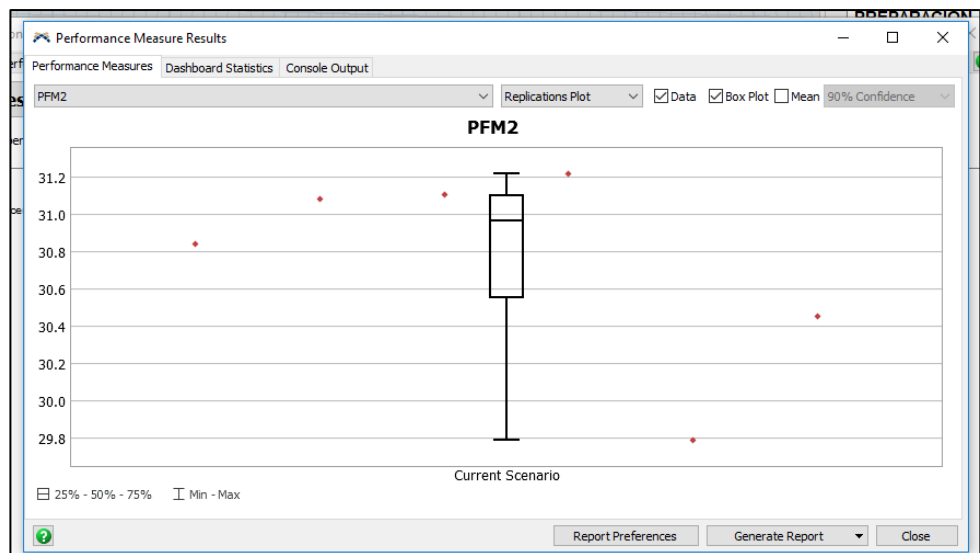 PREPARACION
Performance Measure Results
Performance Measures Dashboard Statistics Console Output
PFM2 Replications Plot Data Box Plot Mean 90% Confidence
PFM2
31.2
31.0
30.8
30.6
30.4
30.2
30.0
29.8
Current Scenario
25% - 50% - 75% Min - Max
Report Preferences Generate Report Close